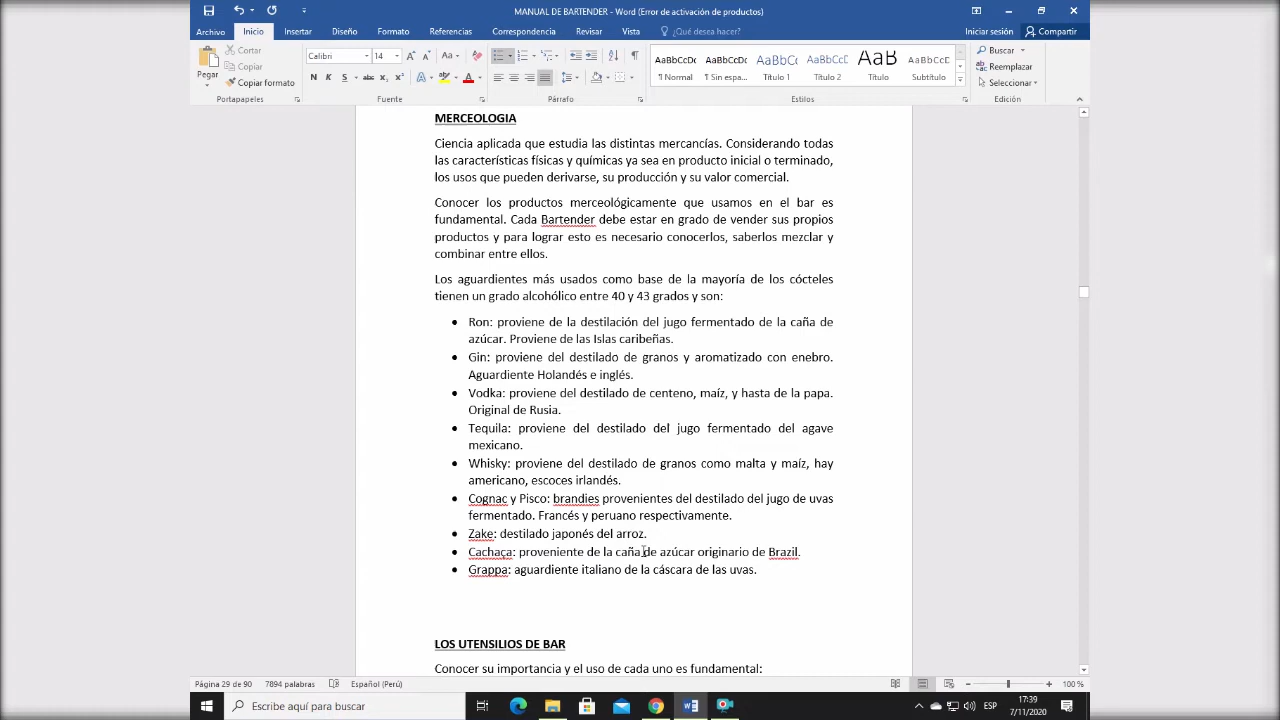 MANUAL DE BARTENDER - Word (Error de activación de productos)
Archivo Inicio Insertar Diseño Formato Referencias Correspondencia Revisar Vista ¿Qué desea hacer? Iniciar sesión Compartir
Pegar
Cortar
Copiar
Copiar formato
Portapapeles
Calibri 14
N K S abc x₂ x²
Fuente
Párrafo
AaBbCcDc AaBbCcDc AaBbCc AaBbCcD AaB AaBbCcD
¶ Normal ¶ Sin espa... Título 1 Título 2 Título Subtítulo
Estilos
Buscar
Reemplazar
Seleccionar
Edición
MERCEOLOGIA
Ciencia aplicada que estudia las distintas mercancías. Considerando todas
las características físicas y químicas ya sea en producto inicial o terminado,
los usos que pueden derivarse, su producción y su valor comercial.
Conocer los productos merceológicamente que usamos en el bar es
fundamental. Cada Bartender debe estar en grado de vender sus propios
productos y para lograr esto es necesario conocerlos, saberlos mezclar y
combinar entre ellos.
Los aguardientes más usados como base de la mayoría de los cócteles
tienen un grado alcohólico entre 40 y 43 grados y son:
• Ron: proviene de la destilación del jugo fermentado de la caña de
azúcar. Proviene de las Islas caribeñas.
• Gin: proviene del destilado de granos y aromatizado con enebro.
Aguardiente Holandés e inglés.
• Vodka: proviene del destilado de centeno, maíz, y hasta de la papa.
Original de Rusia.
• Tequila: proviene del destilado del jugo fermentado del agave
mexicano.
• Whisky: proviene del destilado de granos como malta y maíz, hay
americano, escoces irlandés.
• Cognac y Pisco: brandies provenientes del destilado del jugo de uvas
fermentado. Francés y peruano respectivamente.
• Zake: destilado japonés del arroz.
• Cachaça: proveniente de la caña de azúcar originario de Brazil.
• Grappa: aguardiente italiano de la cáscara de las uvas.
LOS UTENSILIOS DE BAR
Conocer su importancia y el uso de cada uno es fundamental:
Página 29 de 90 7894 palabras Español (Perú) 100 %
Escribe aquí para buscar
ESP
17:39
7/11/2020